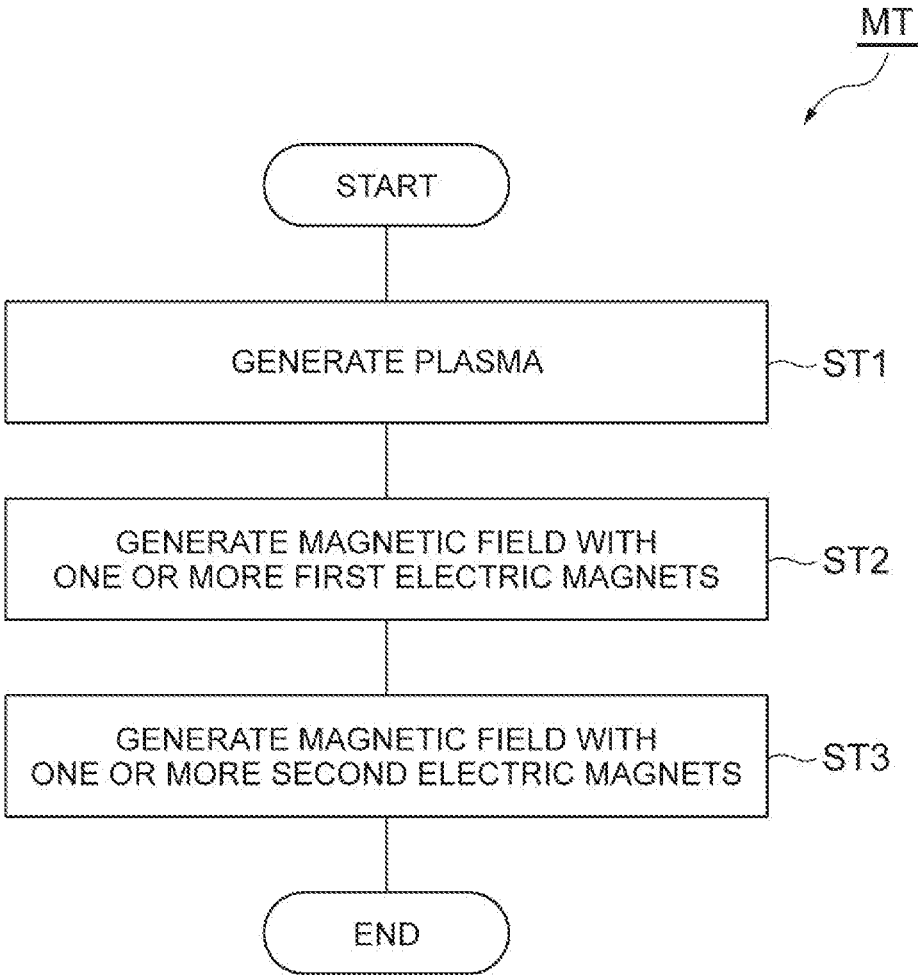 MT
START
GENERATE PLASMA
ST1
GENERATE MAGNETIC FIELD WITH
ONE OR MORE FIRST ELECTRIC MAGNETS
ST2
GENERATE MAGNETIC FIELD WITH
ONE OR MORE SECOND ELECTRIC MAGNETS
ST3
END